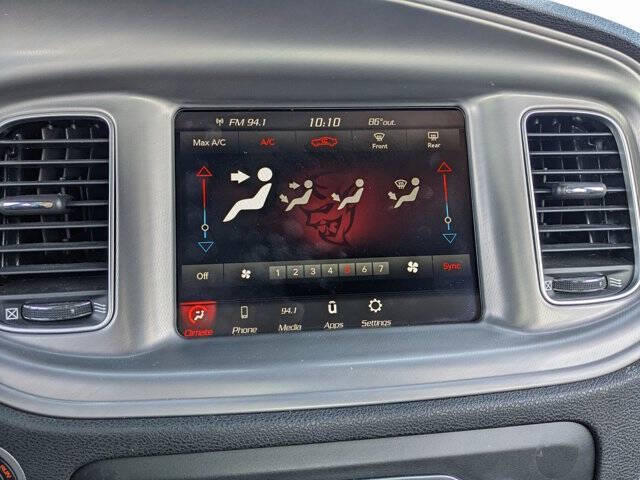 FM 94.1 10:10 86°out.
Max A/C A/C Front Rear
Off 1 2 3 4 5 6 7 Sync
Climate Phone 94.1 Media Apps Settings
RUN